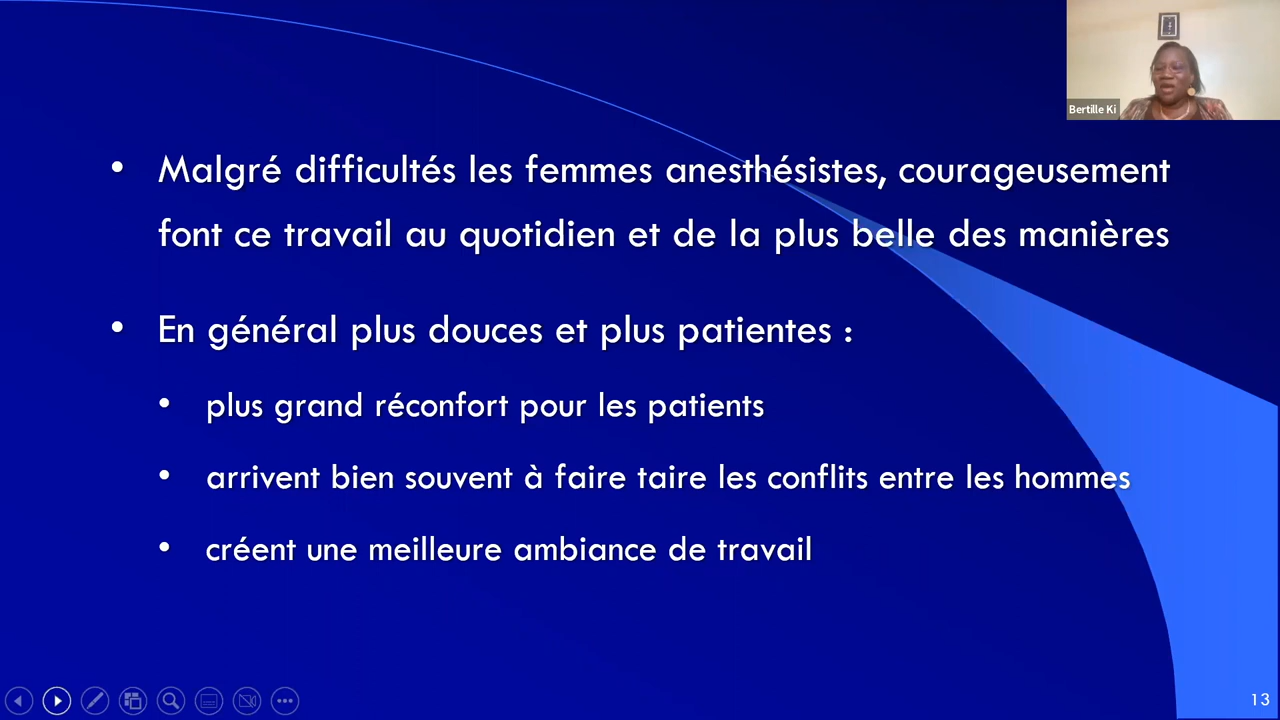 Bertille Ki
• Malgré difficultés les femmes anesthésistes, courageusement
font ce travail au quotidien et de la plus belle des manières
• En général plus douces et plus patientes :
• plus grand réconfort pour les patients
• arrivent bien souvent à faire taire les conflits entre les hommes
• créent une meilleure ambiance de travail
13